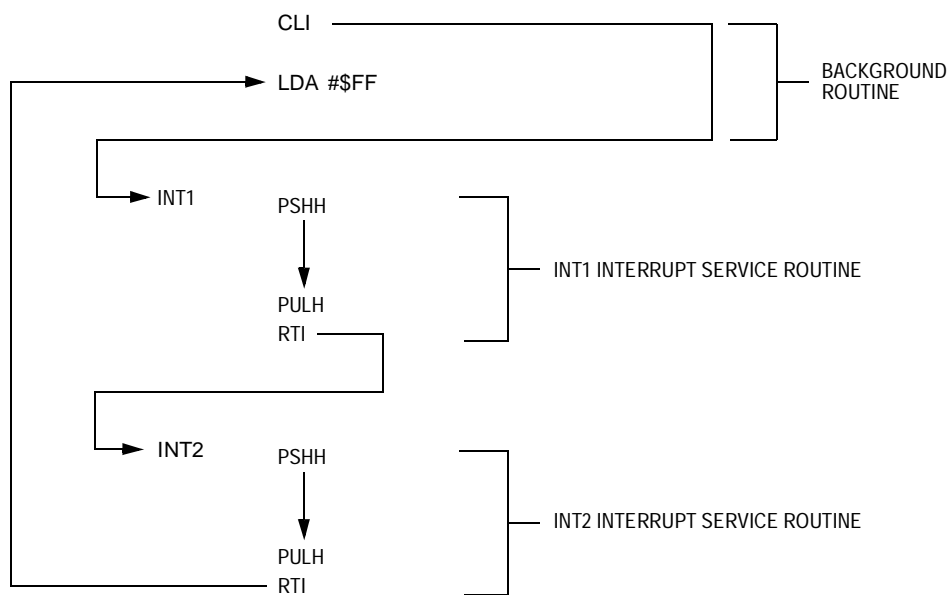 CLI
LDA #$FF
BACKGROUND
ROUTINE
INT1
PSHH
INT1 INTERRUPT SERVICE ROUTINE
PULH
RTI
INT2
PSHH
INT2 INTERRUPT SERVICE ROUTINE
PULH
RTI